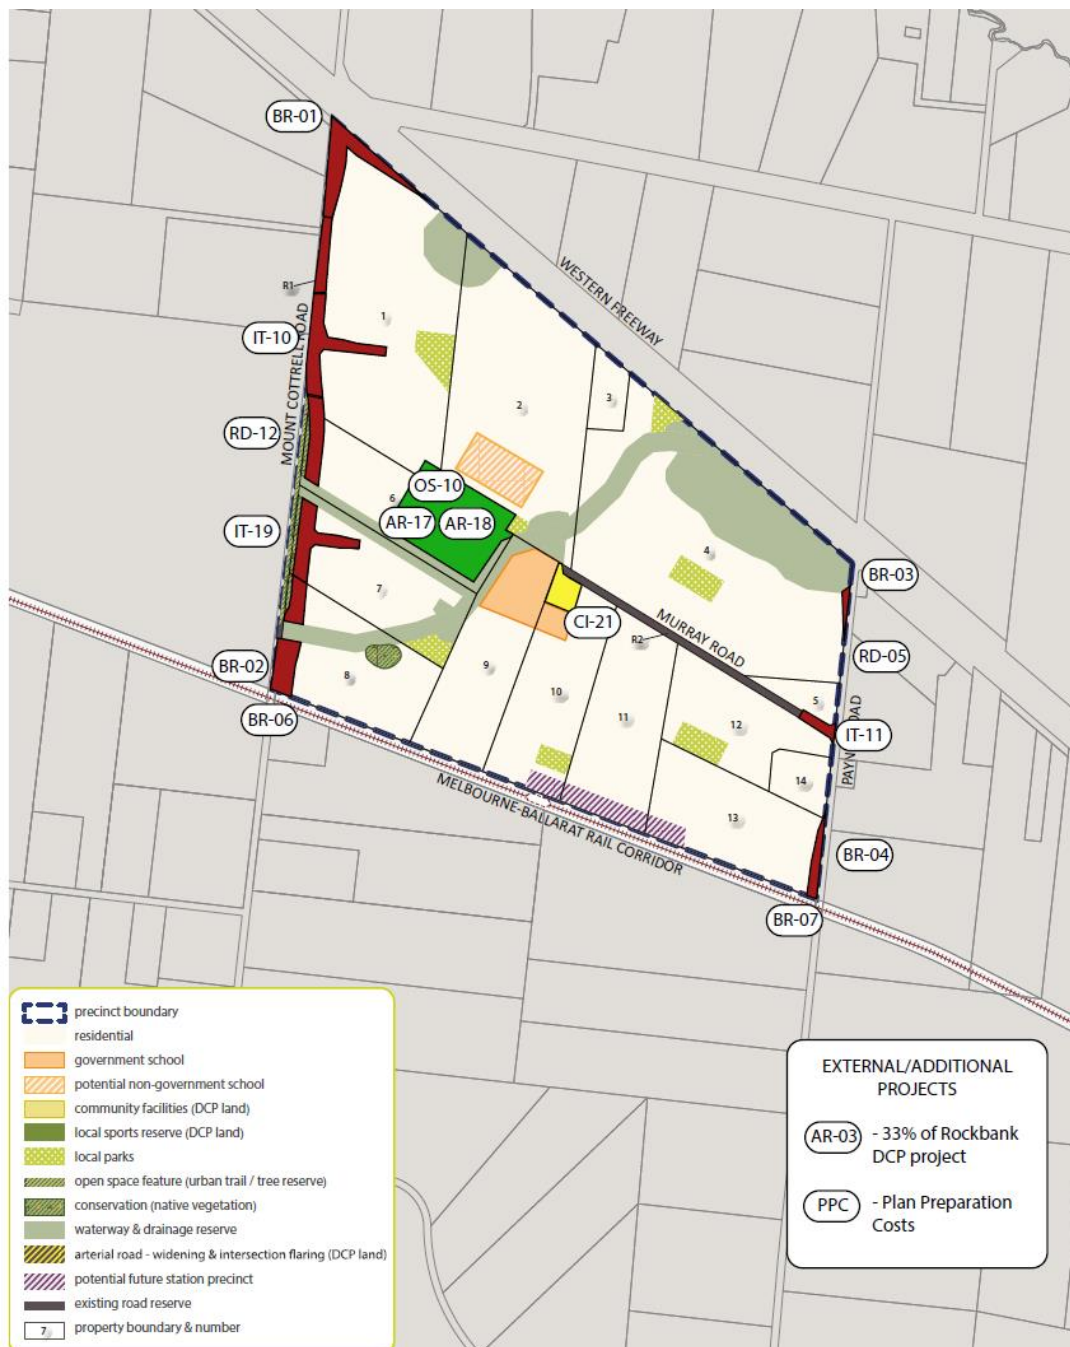 BR-01
WESTERN FREEWAY
R1
1
IT-10
MOUNT COTTRELL ROAD
2
3
RD-12
OS-10
6
AR-17
AR-18
IT-19
4
BR-03
7
CI-21
R2
MURRAY ROAD
RD-05
BR-02
8
9
10
11
12
5
IT-11
BR-06
14
13
MELBOURNE-BALLARAT RAIL CORRIDOR
BR-04
BR-07
precinct boundary
residential
government school
potential non-government school
community facilities (DCP land)
local sports reserve (DCP land)
local parks
open space feature (urban trail / tree reserve)
conservation (native vegetation)
waterway & drainage reserve
arterial road - widening & intersection flaring (DCP land)
potential future station precinct
existing road reserve
7 property boundary & number
EXTERNAL/ADDITIONAL
PROJECTS
AR-03 - 33% of Rockbank
DCP project
PPC - Plan Preparation
Costs